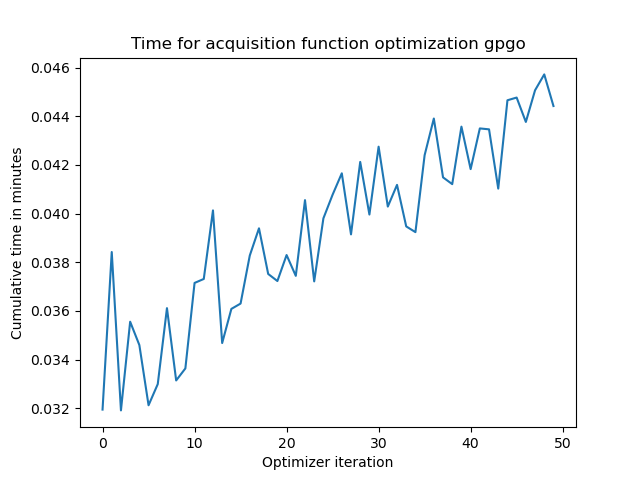 Time for acquisition function optimization gpgo
Cumulative time in minutes
0.046
0.044
0.042
0.040
0.038
0.036
0.034
0.032
0 10 20 30 40 50
Optimizer iteration